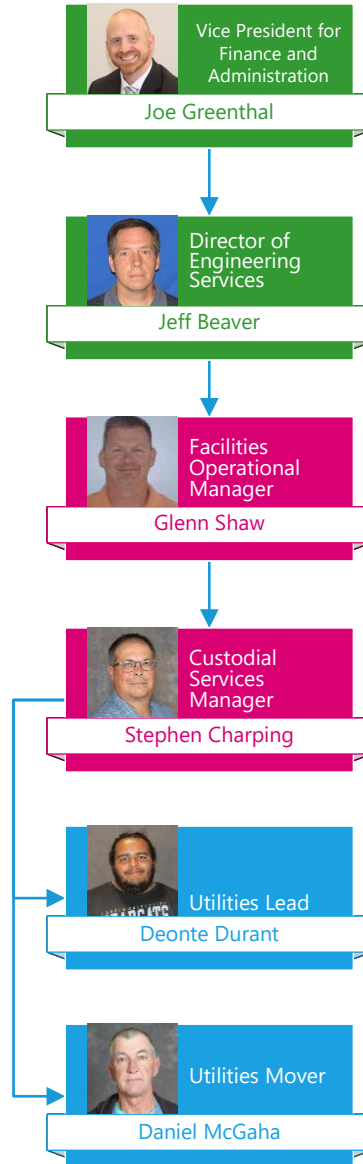 Vice President for
Finance and
Administration
Joe Greenthal
Director of
Engineering
Services
Jeff Beaver
Facilities
Operational
Manager
Glenn Shaw
Custodial
Services
Manager
Stephen Charping
Utilities Lead
Deonte Durant
Utilities Mover
Daniel McGaha